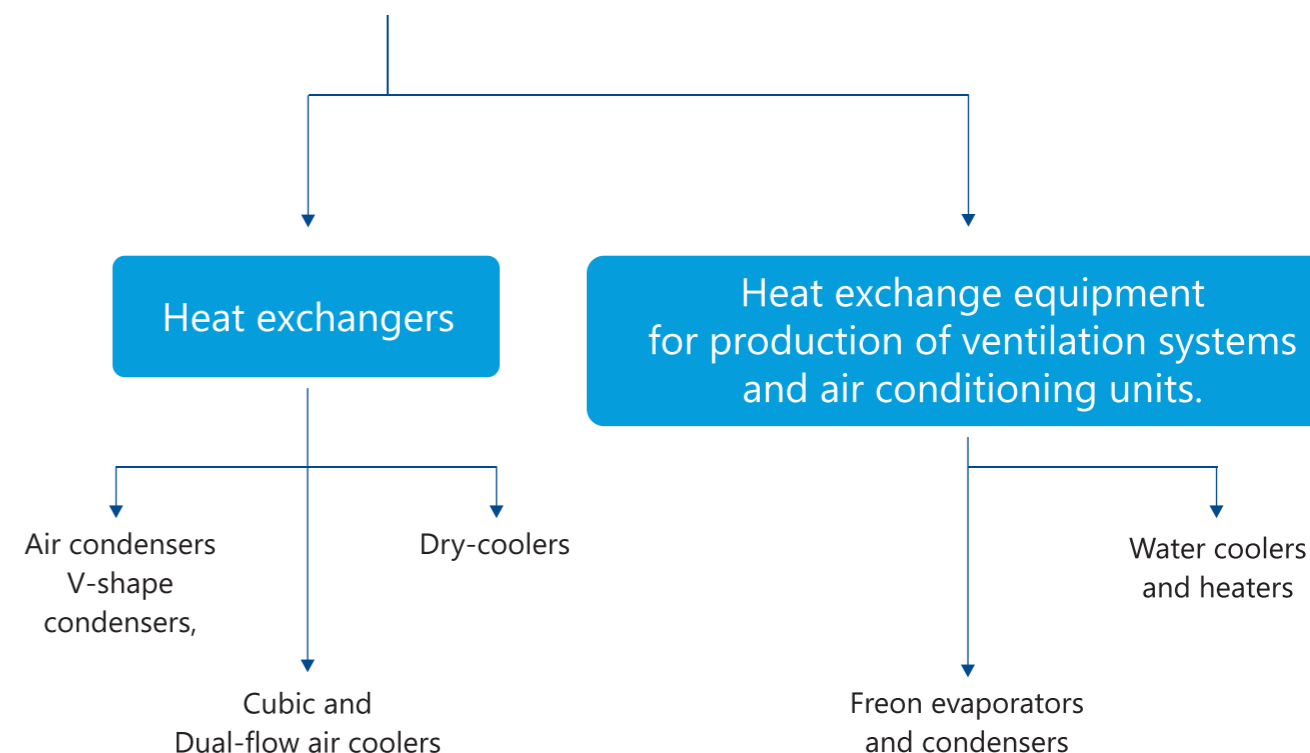 Heat exchangers
Heat exchange equipment
for production of ventilation systems
and air conditioning units.
Air condensers
V-shape
condensers,
Dry-coolers
Cubic and
Dual-flow air coolers
Water coolers
and heaters
Freon evaporators
and condensers